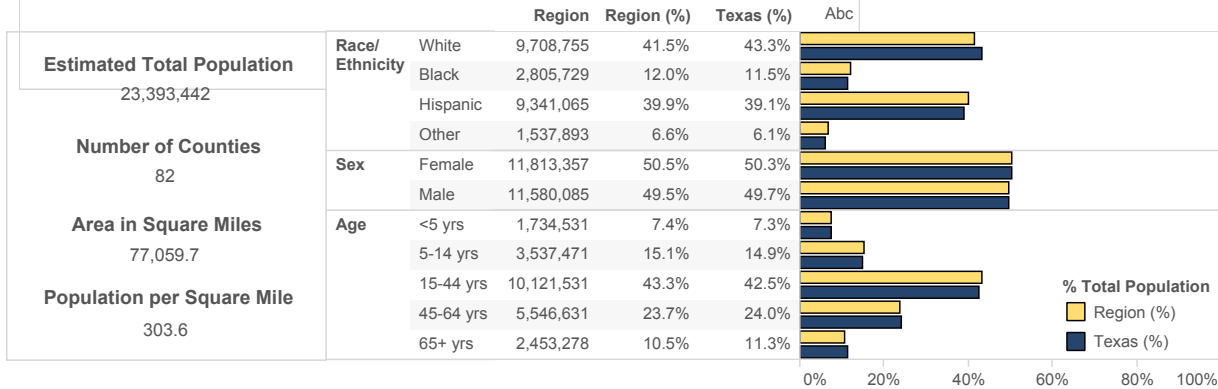 Region Region (%) Texas (%) Abc
Estimated Total Population
23,393,442
Number of Counties
82
Area in Square Miles
77,059.7
Population per Square Mile
303.6
Race/ White 9,708,755 41.5% 43.3%
Ethnicity
Black 2,805,729 12.0% 11.5%
Hispanic 9,341,065 39.9% 39.1%
Other 1,537,893 6.6% 6.1%
Sex Female 11,813,357 50.5% 50.3%
Male 11,580,085 49.5% 49.7%
Age <5 yrs 1,734,531 7.4% 7.3%
5-14 yrs 3,537,471 15.1% 14.9%
15-44 yrs 10,121,531 43.3% 42.5%
45-64 yrs 5,546,631 23.7% 24.0%
65+ yrs 2,453,278 10.5% 11.3%
% Total Population
Region (%)
Texas (%)
0% 20% 40% 60% 80% 100%